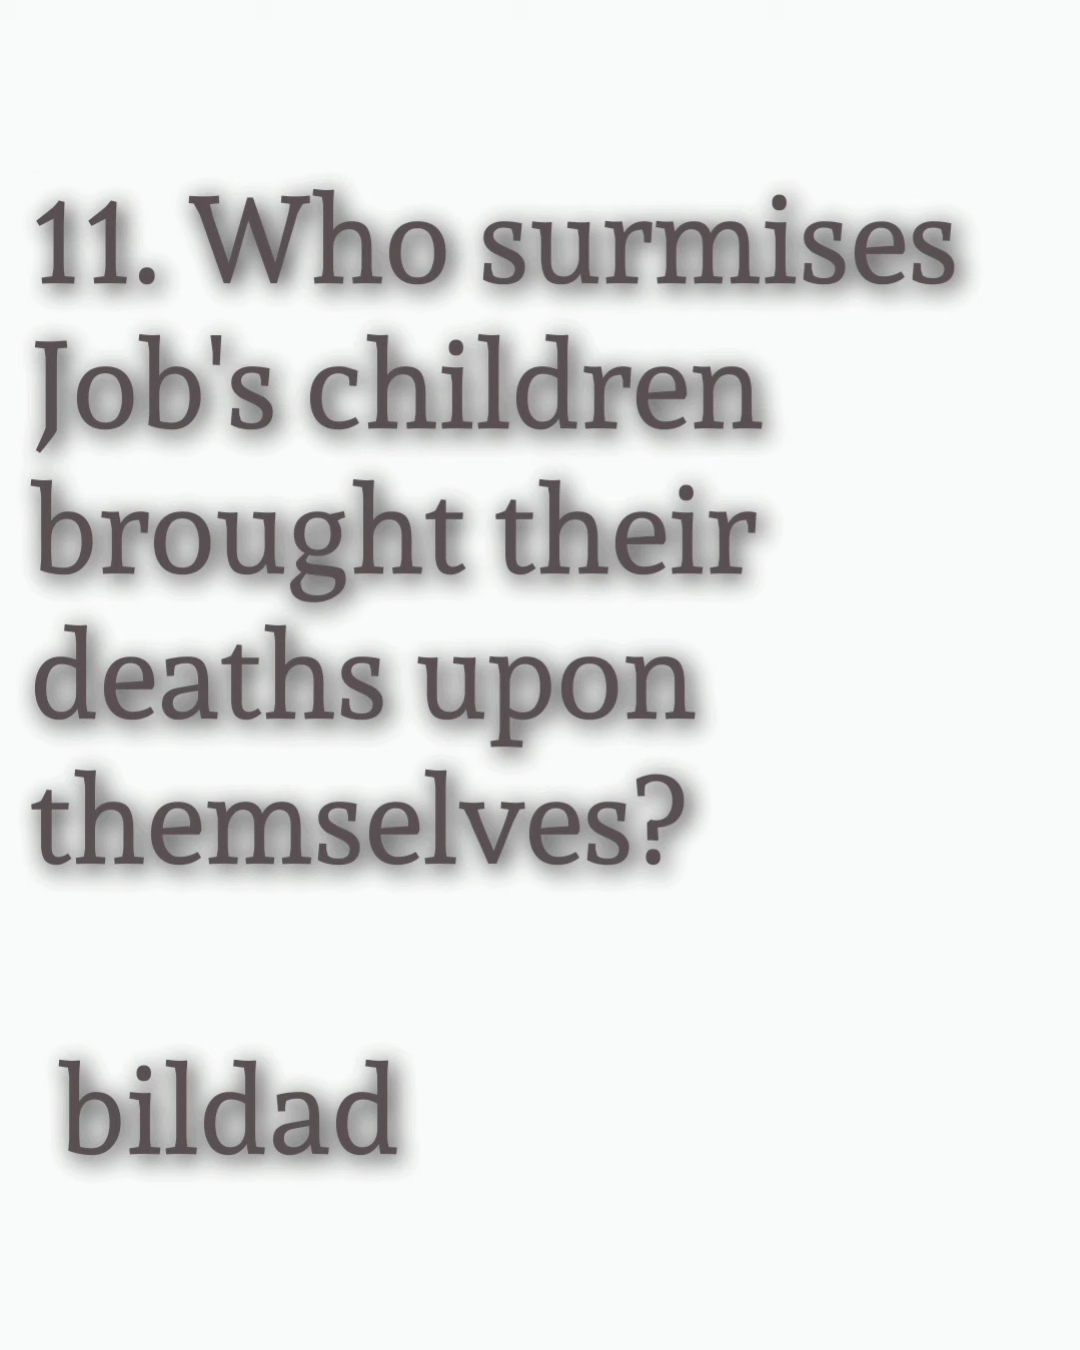 11. Who surmises
Job's children
brought their
deaths upon
themselves?
bildad